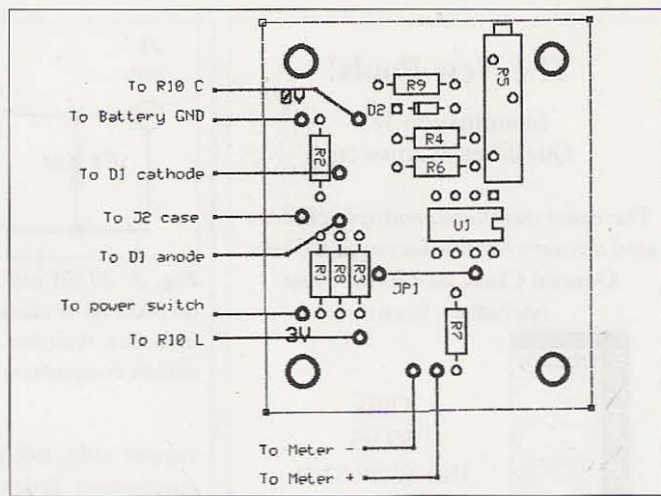 To R10 C
0V
To Battery GND
To D1 cathode
To J2 case
To D1 anode
To power switch
To R10 L
3V
R2
R1
R8
R3
R9
D2
R4
R6
R5
U1
JP1
R7
To Meter -
To Meter +